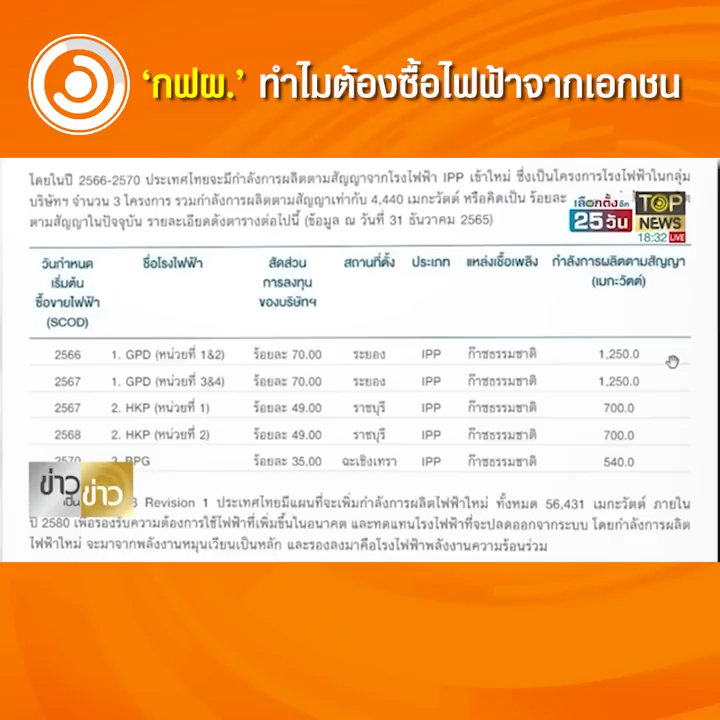 ‘กฟผ.’ ทำไมต้องซื้อไฟฟ้าจากเอกชน
โดยในปี 2566-2570 ประเทศไทยจะมีกำลังการผลิตตามสัญญาจากโรงไฟฟ้า IPP เข้าใหม่ ซึ่งเป็นโครงการโรงไฟฟ้าในกลุ่ม
บริษัทฯ จำนวน 3 โครงการ รวมกำลังการผลิตตามสัญญาเท่ากับ 4,440 เมกะวัตต์ หรือคิดเป็น ร้อยละ
ตามสัญญาในปัจจุบัน รายละเอียดดังตารางต่อไปนี้ (ข้อมูล ณ วันที่ 31 ธันวาคม 2565)
เลือกตั้งอีก
25 วัน
TOP
NEWS
18:32 LIVE
วันกำหนด ชื่อโรงไฟฟ้า สัดส่วน สถานที่ตั้ง ประเภท แหล่งเชื้อเพลิง กำลังการผลิตตามสัญญา
เริ่มต้น การลงทุน (เมกะวัตต์)
ซื้อขายไฟฟ้า ของบริษัทฯ
(SCOD)
2566 1. GPD (หน่วยที่ 1&2) ร้อยละ 70.00 ระยอง IPP ก๊าซธรรมชาติ 1,250.0
2567 1. GPD (หน่วยที่ 3&4) ร้อยละ 70.00 ระยอง IPP ก๊าซธรรมชาติ 1,250.0
2567 2. HKP (หน่วยที่ 1) ร้อยละ 49.00 ราชบุรี IPP ก๊าซธรรมชาติ 700.0
2568 2. HKP (หน่วยที่ 2) ร้อยละ 49.00 ราชบุรี IPP ก๊าซธรรมชาติ 700.0
2570 3. BPG ร้อยละ 35.00 ฉะเชิงเทรา IPP ก๊าซธรรมชาติ 540.0
ข่าว
เป็น
ข่าว
Revision 1 ประเทศไทยมีแผนที่จะเพิ่มกำลังการผลิตไฟฟ้าใหม่ ทั้งหมด 56,431 เมกะวัตต์ ภายใน
ปี 2580 เพื่อรองรับความต้องการใช้ไฟฟ้าที่เพิ่มขึ้นในอนาคต และทดแทนโรงไฟฟ้าที่จะปลดออกจากระบบ โดยกำลังการผลิต
ไฟฟ้าใหม่ จะมาจากพลังงานหมุนเวียนเป็นหลัก และรองลงมาคือโรงไฟฟ้าพลังงานความร้อนร่วม